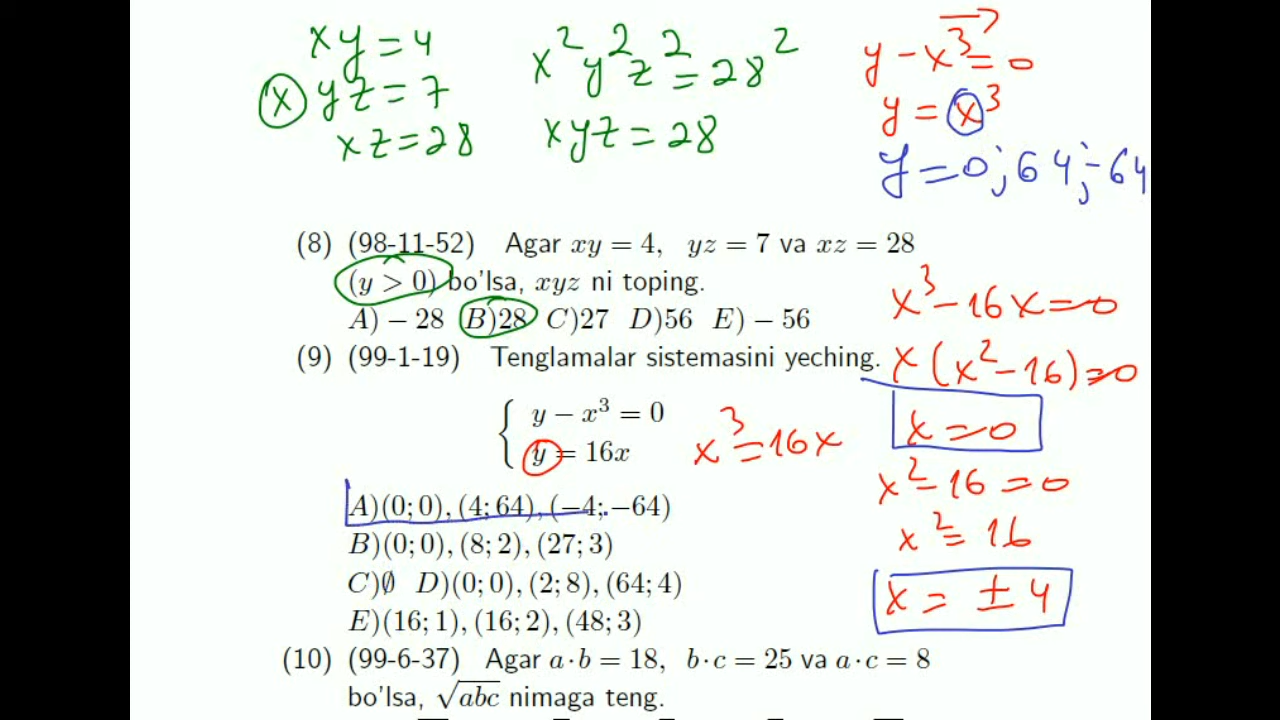 xy = 4
x yz = 7
xz = 28
x²y²z² = 28²
xyz = 28
y − x³ = 0
y = x³
y = 0; 64; −64
(8) (98-11-52) Agar xy = 4, yz = 7 va xz = 28
(y > 0) bo'lsa, xyz ni toping.
A) − 28 B)28 C)27 D)56 E) − 56
(9) (99-1-19) Tenglamalar sistemasini yeching.
{ y − x³ = 0
y = 16x
x³ = 16x
A)(0; 0), (4; 64), (−4; −64)
B)(0; 0), (8; 2), (27; 3)
C)∅ D)(0; 0), (2; 8), (64; 4)
E)(16; 1), (16; 2), (48; 3)
x³ − 16x = 0
x(x² − 16) = 0
x = 0
x² − 16 = 0
x² = 16
x = ± 4
(10) (99-6-37) Agar a·b = 18, b·c = 25 va a·c = 8
bo'lsa, √abc nimaga teng.